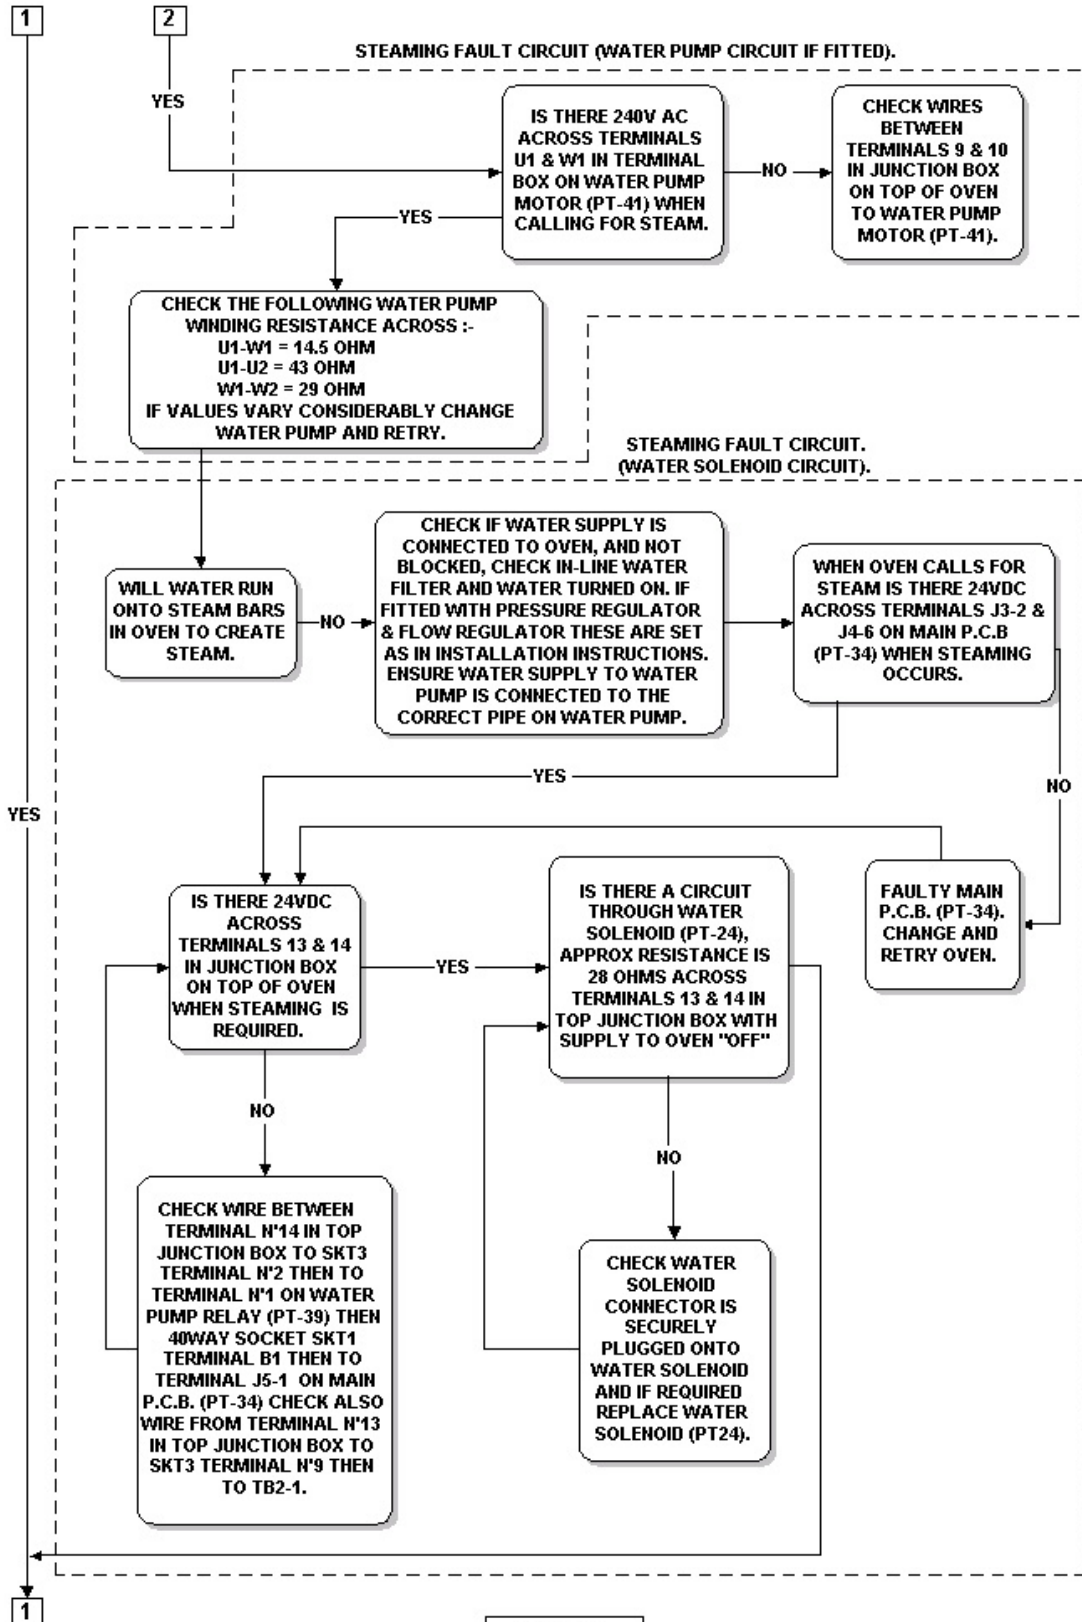 1
2
STEAMING FAULT CIRCUIT (WATER PUMP CIRCUIT IF FITTED).
YES
IS THERE 240V AC
ACROSS TERMINALS
U1 & W1 IN TERMINAL
BOX ON WATER PUMP
MOTOR (PT-41) WHEN
CALLING FOR STEAM.
NO
CHECK WIRES
BETWEEN
TERMINALS 9 & 10
IN JUNCTION BOX
ON TOP OF OVEN
TO WATER PUMP
MOTOR (PT-41).
YES
CHECK THE FOLLOWING WATER PUMP
WINDING RESISTANCE ACROSS :-
U1-W1 = 14.5 OHM
U1-U2 = 43 OHM
W1-W2 = 29 OHM
IF VALUES VARY CONSIDERABLY CHANGE
WATER PUMP AND RETRY.
STEAMING FAULT CIRCUIT.
(WATER SOLENOID CIRCUIT).
WILL WATER RUN
ONTO STEAM BARS
IN OVEN TO CREATE
STEAM.
NO
CHECK IF WATER SUPPLY IS
CONNECTED TO OVEN, AND NOT
BLOCKED, CHECK IN-LINE WATER
FILTER AND WATER TURNED ON. IF
FITTED WITH PRESSURE REGULATOR
& FLOW REGULATOR THESE ARE SET
AS IN INSTALLATION INSTRUCTIONS.
ENSURE WATER SUPPLY TO WATER
PUMP IS CONNECTED TO THE
CORRECT PIPE ON WATER PUMP.
WHEN OVEN CALLS FOR
STEAM IS THERE 24VDC
ACROSS TERMINALS J3-2 &
J4-6 ON MAIN P.C.B
(PT-34) WHEN STEAMING
OCCURS.
YES
NO
YES
IS THERE 24VDC
ACROSS
TERMINALS 13 & 14
IN JUNCTION BOX
ON TOP OF OVEN
WHEN STEAMING IS
REQUIRED.
YES
IS THERE A CIRCUIT
THROUGH WATER
SOLENOID (PT-24),
APPROX RESISTANCE IS
28 OHMS ACROSS
TERMINALS 13 & 14 IN
TOP JUNCTION BOX WITH
SUPPLY TO OVEN "OFF"
FAULTY MAIN
P.C.B. (PT-34).
CHANGE AND
RETRY OVEN.
NO
NO
CHECK WIRE BETWEEN
TERMINAL N'14 IN TOP
JUNCTION BOX TO SKT3
TERMINAL N'2 THEN TO
TERMINAL N'1 ON WATER
PUMP RELAY (PT-39) THEN
40WAY SOCKET SKT1
TERMINAL B1 THEN TO
TERMINAL J5-1 ON MAIN
P.C.B. (PT-34) CHECK ALSO
WIRE FROM TERMINAL N'13
IN TOP JUNCTION BOX TO
SKT3 TERMINAL N'9 THEN
TO TB2-1.
CHECK WATER
SOLENOID
CONNECTOR IS
SECURELY
PLUGGED ONTO
WATER SOLENOID
AND IF REQUIRED
REPLACE WATER
SOLENOID (PT24).
1